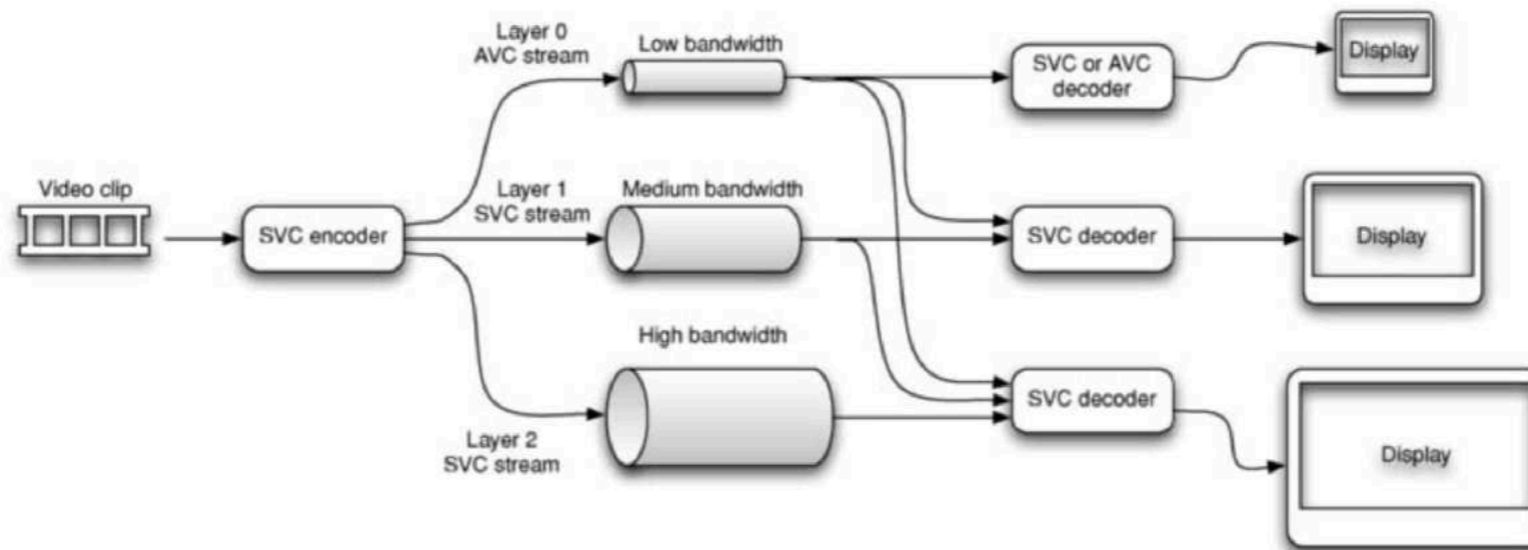 Layer 0
AVC stream
Low bandwidth
SVC or AVC
decoder
Display
Video clip
SVC encoder
Layer 1
SVC stream
Medium bandwidth
SVC decoder
Display
High bandwidth
Layer 2
SVC stream
SVC decoder
Display